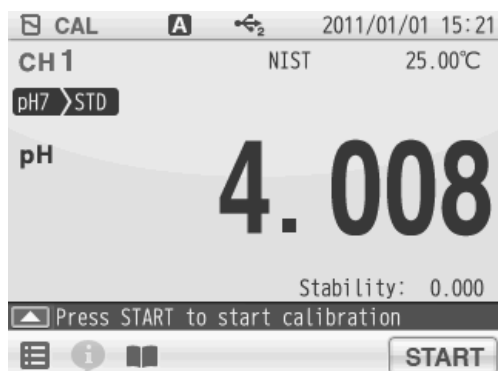 CAL A 2 2011/01/01 15:21
CH1 NIST 25.00℃
pH7 STD
pH 4.008
Stability: 0.000
Press START to start calibration
i START